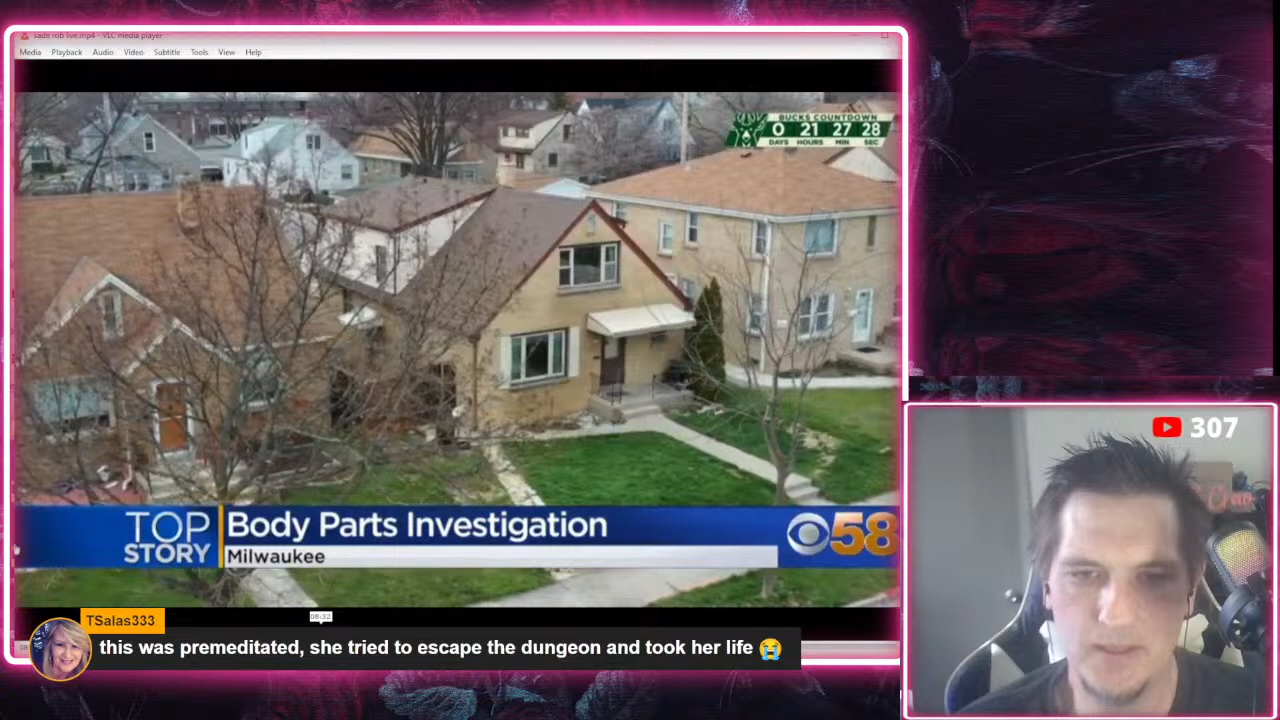 sade rob live.mp4 - VLC media player
Media Playback Audio Video Subtitle Tools View Help
BUCKS COUNTDOWN
0 21 27 28
DAYS HOURS MIN SEC
307
TOP STORY
Body Parts Investigation
Milwaukee
58
08:32
TSalas333
this was premeditated, she tried to escape the dungeon and took her life 😭